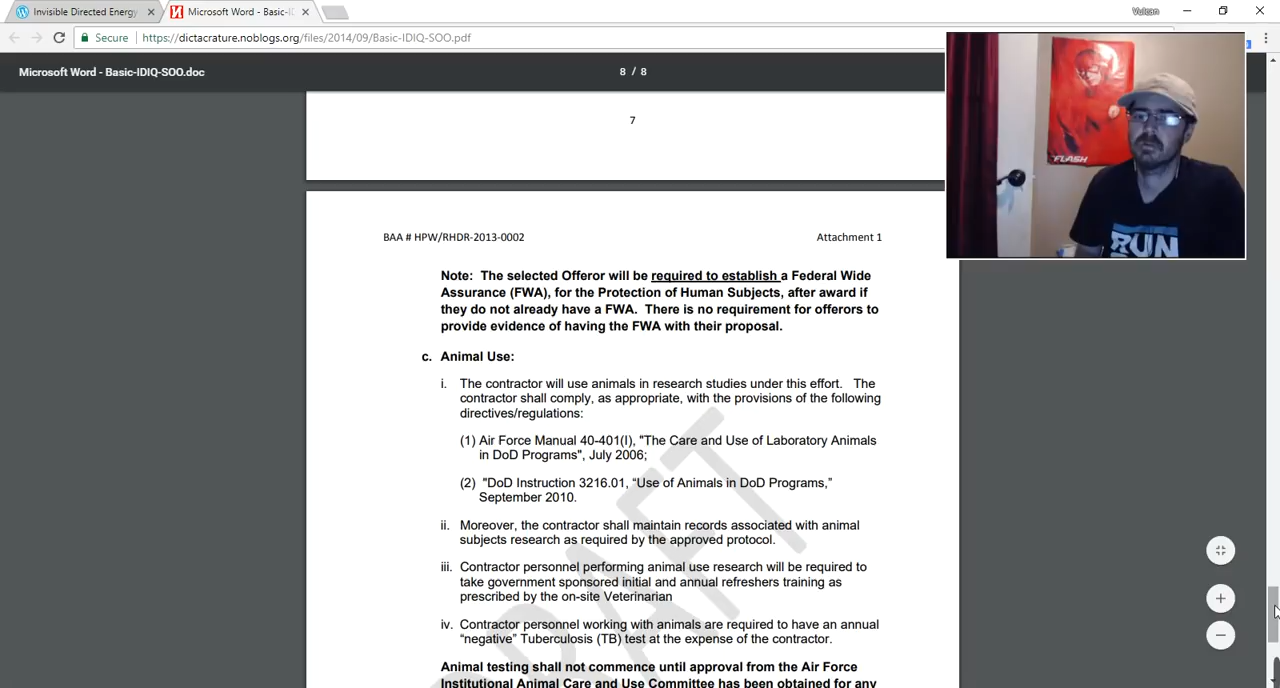 Invisible Directed Energy
Microsoft Word - Basic-ID
Vulcan
Secure
https://dictacrature.noblogs.org/files/2014/09/Basic-IDIQ-SOO.pdf
Microsoft Word - Basic-IDIQ-SOO.doc
8 / 8
7
FLASH
RUN
BAA # HPW/RHDR-2013-0002
Attachment 1
Note: The selected Offeror will be required to establish a Federal Wide
Assurance (FWA), for the Protection of Human Subjects, after award if
they do not already have a FWA. There is no requirement for offerors to
provide evidence of having the FWA with their proposal.
c. Animal Use:
i. The contractor will use animals in research studies under this effort. The
contractor shall comply, as appropriate, with the provisions of the following
directives/regulations:
(1) Air Force Manual 40-401(I), "The Care and Use of Laboratory Animals
in DoD Programs", July 2006;
(2) "DoD Instruction 3216.01, “Use of Animals in DoD Programs,”
September 2010.
ii. Moreover, the contractor shall maintain records associated with animal
subjects research as required by the approved protocol.
iii. Contractor personnel performing animal use research will be required to
take government sponsored initial and annual refreshers training as
prescribed by the on-site Veterinarian
iv. Contractor personnel working with animals are required to have an annual
“negative” Tuberculosis (TB) test at the expense of the contractor.
Animal testing shall not commence until approval from the Air Force
Institutional Animal Care and Use Committee has been obtained for any
DRAFT